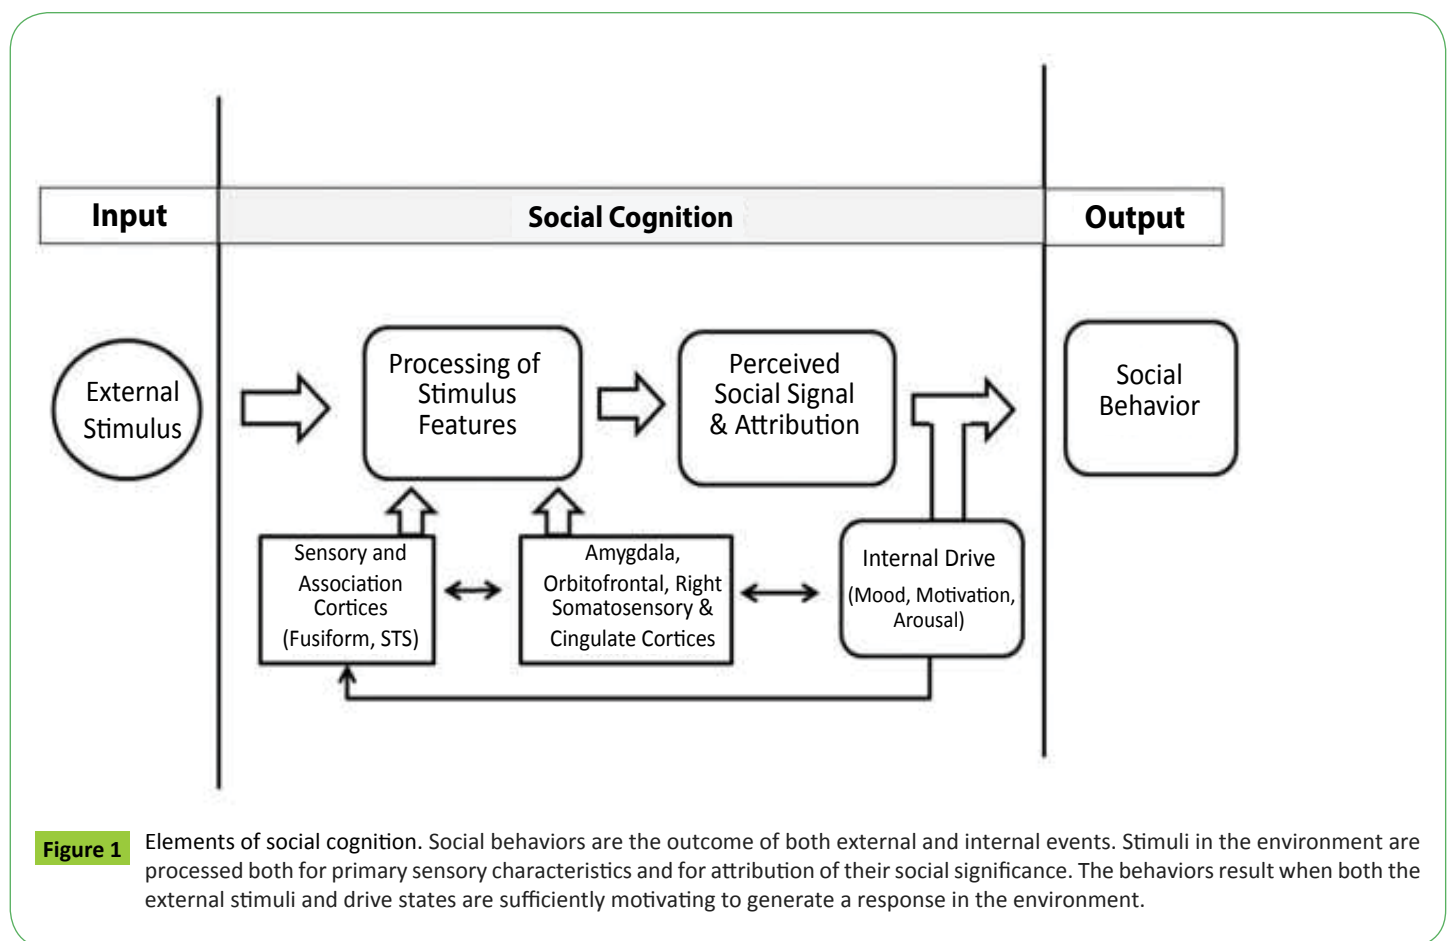 Input
Social Cognition
Output
External
Stimulus
Processing of
Stimulus
Features
Perceived
Social Signal
& Attribution
Social
Behavior
Sensory and
Association
Cortices
(Fusiform, STS)
Amygdala,
Orbitofrontal, Right
Somatosensory &
Cingulate Cortices
Internal Drive
(Mood, Motivation,
Arousal)
Figure 1
Elements of social cognition. Social behaviors are the outcome of both external and internal events. Stimuli in the environment are
processed both for primary sensory characteristics and for attribution of their social significance. The behaviors result when both the
external stimuli and drive states are sufficiently motivating to generate a response in the environment.